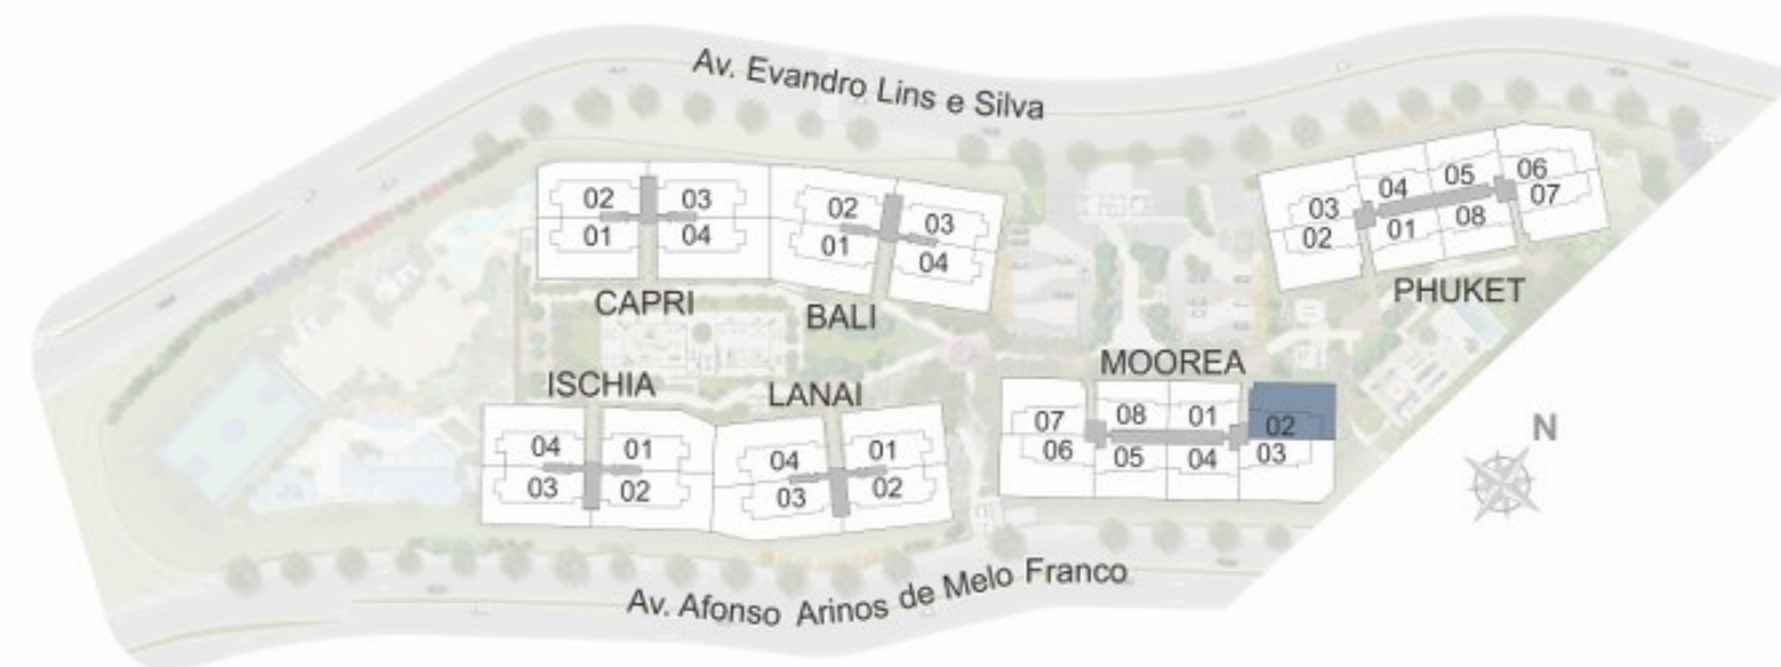 Av. Evandro Lins e Silva
02 03
01 04
CAPRI
02 03
01 04
BALI
03 04 05 06
02 01 08 07
PHUKET
ISCHIA
04 01
03 02
LANAI
04 01
03 02
MOOREA
07 08 01 02
06 05 04 03
N
Av. Afonso Arinos de Melo Franco